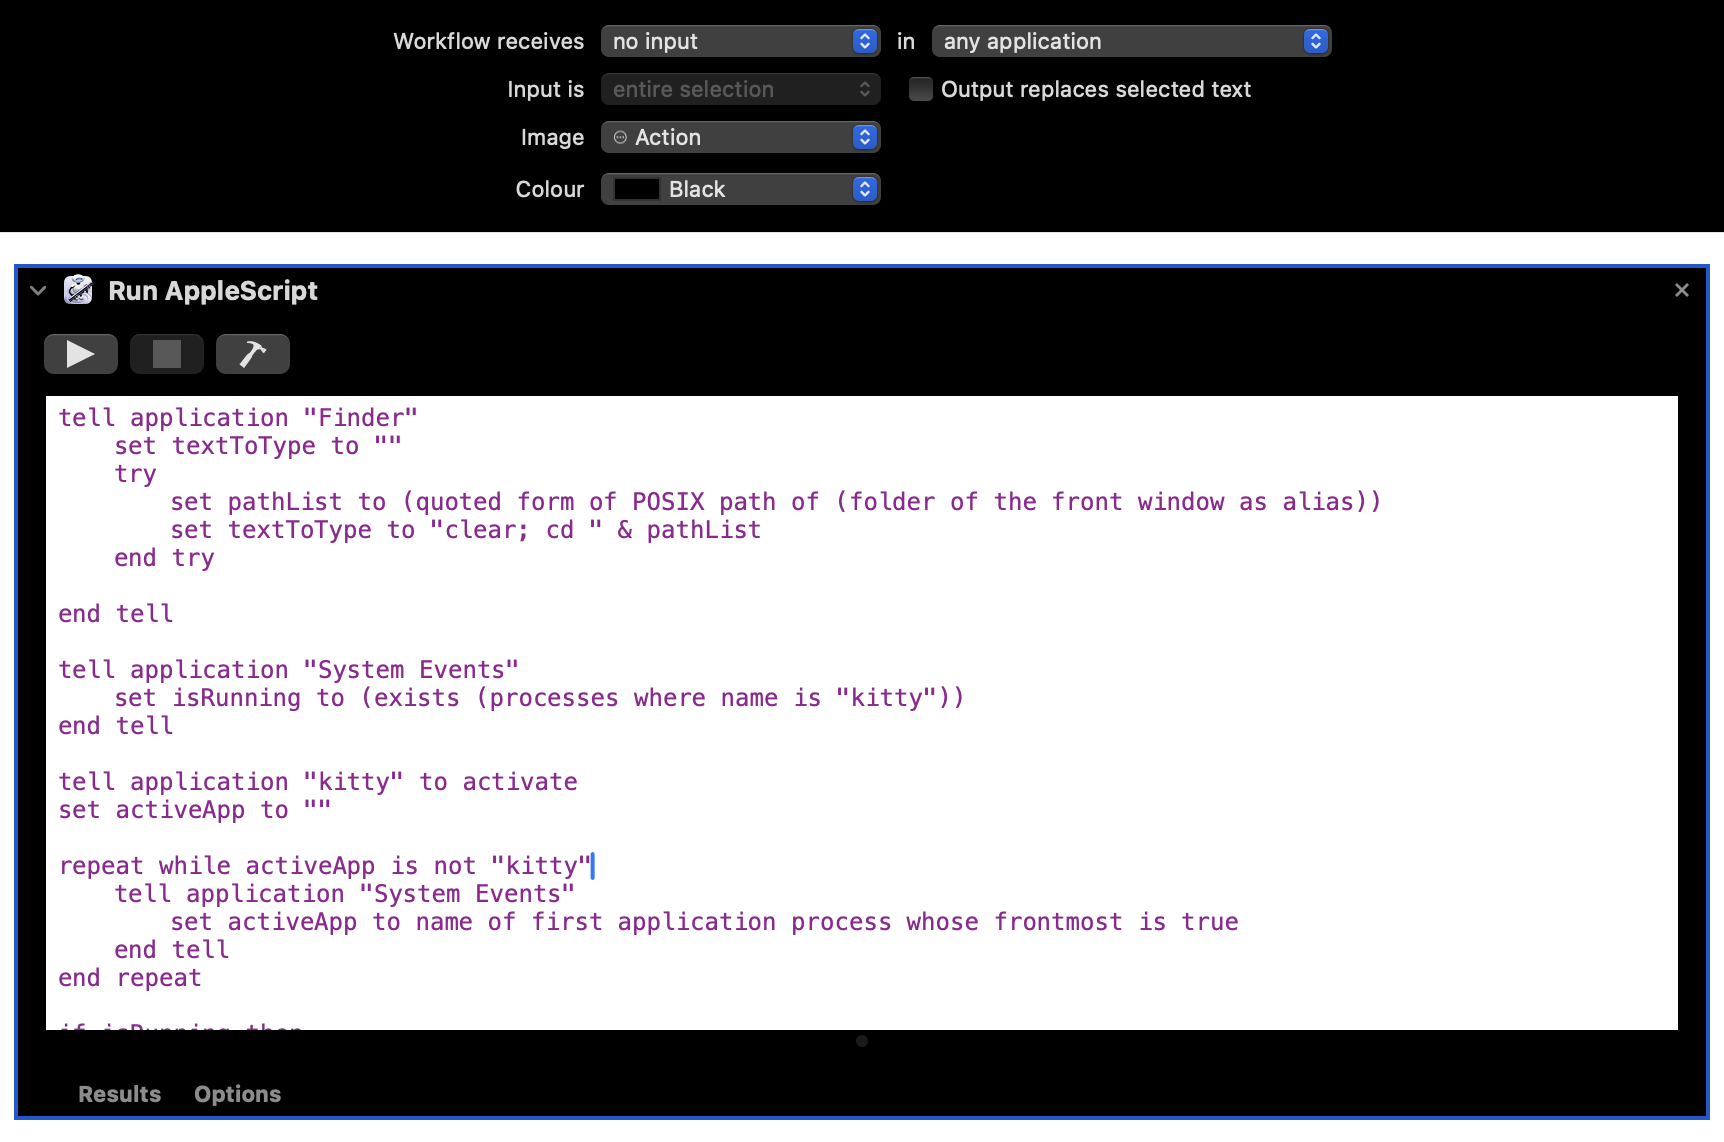 Workflow receives no input in any application
Input is entire selection Output replaces selected text
Image Action
Colour Black
Run AppleScript
tell application "Finder"
set textToType to ""
try
set pathList to (quoted form of POSIX path of (folder of the front window as alias))
set textToType to "clear; cd " & pathList
end try
end tell
tell application "System Events"
set isRunning to (exists (processes where name is "kitty"))
end tell
tell application "kitty" to activate
set activeApp to ""
repeat while activeApp is not "kitty"
tell application "System Events"
set activeApp to name of first application process whose frontmost is true
end tell
end repeat
if isRunning then
Results Options